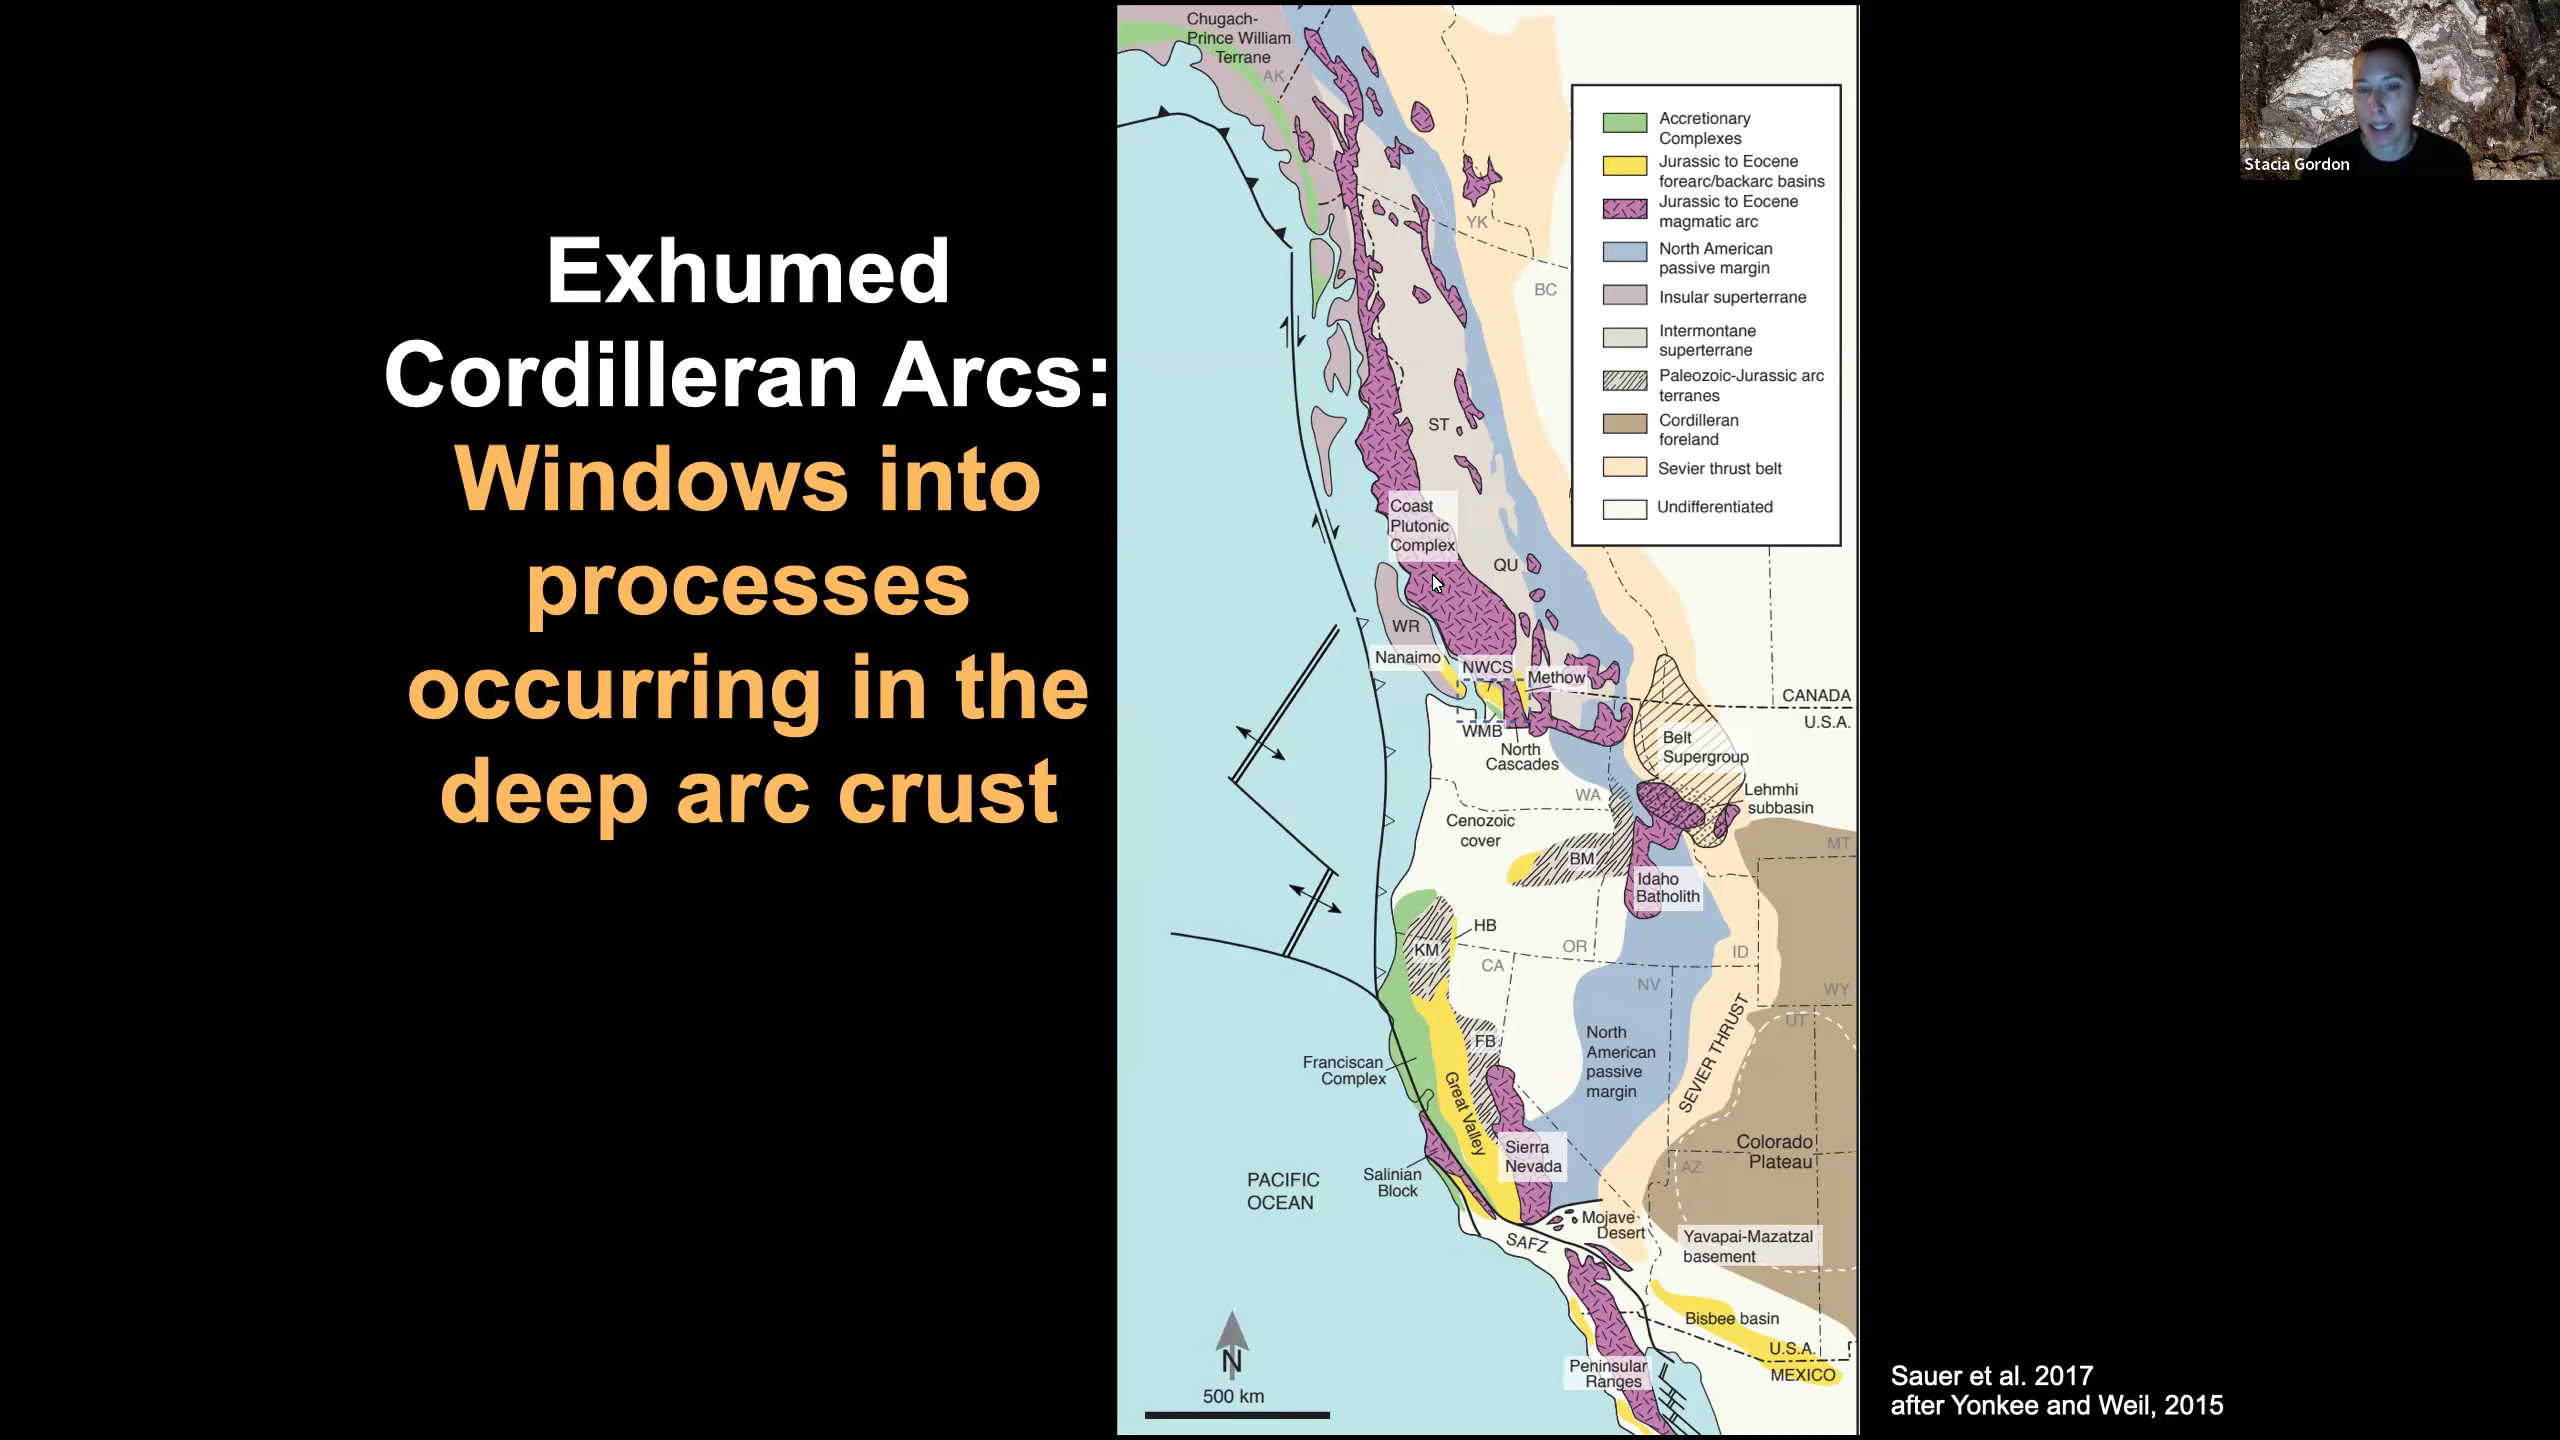 Exhumed
Cordilleran Arcs:
Windows into
processes
occurring in the
deep arc crust
Chugach-
Prince William
Terrane
AK
YK
BC
ST
Coast
Plutonic
Complex
QU
WR
Nanaimo
NWCS
Methow
WMB
North
Cascades
CANADA
U.S.A.
Belt
Supergroup
Lehmhi
subbasin
WA
Cenozoic
cover
BM
MT
Idaho
Batholith
HB
KM
OR
CA
ID
NV
WY
UT
SEVIER THRUST
North
American
passive
margin
FB
Franciscan
Complex
Great Valley
Sierra
Nevada
Colorado
Plateau
AZ
Salinian
Block
PACIFIC
OCEAN
Mojave
Desert
SAFZ
Yavapai-Mazatzal
basement
Bisbee basin
U.S.A.
MEXICO
Peninsular
Ranges
N
500 km
Accretionary
Complexes
Jurassic to Eocene
forearc/backarc basins
Jurassic to Eocene
magmatic arc
North American
passive margin
Insular superterrane
Intermontane
superterrane
Paleozoic-Jurassic arc
terranes
Cordilleran
foreland
Sevier thrust belt
Undifferentiated
Stacia Gordon
Sauer et al. 2017
after Yonkee and Weil, 2015